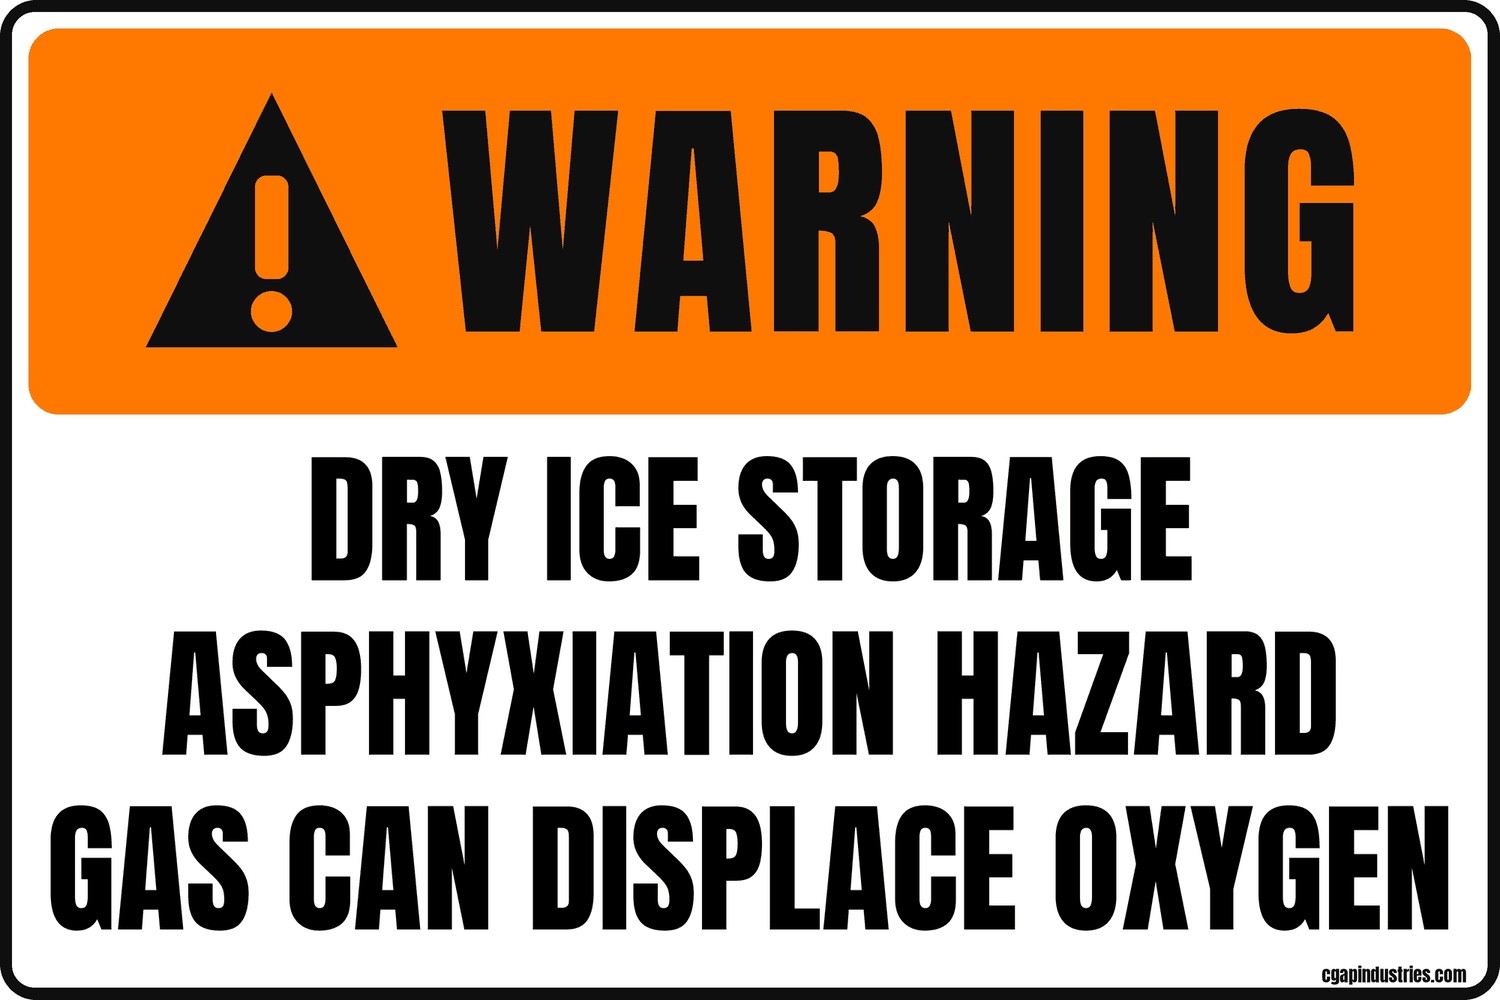 WARNING
DRY ICE STORAGE
ASPHYXIATION HAZARD
GAS CAN DISPLACE OXYGEN
cgapindustries.com